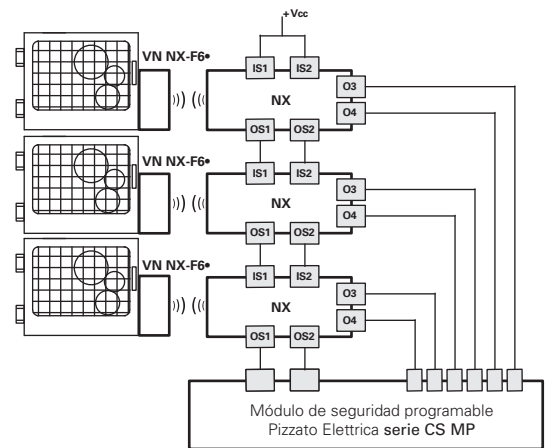 +Vcc
VN NX-F6•
IS1 IS2
O3
NX
O4
OS1 OS2
VN NX-F6•
IS1 IS2
O3
NX
O4
OS1 OS2
VN NX-F6•
IS1 IS2
O3
NX
O4
OS1 OS2
Módulo de seguridad programable
Pizzato Elettrica serie CS MP